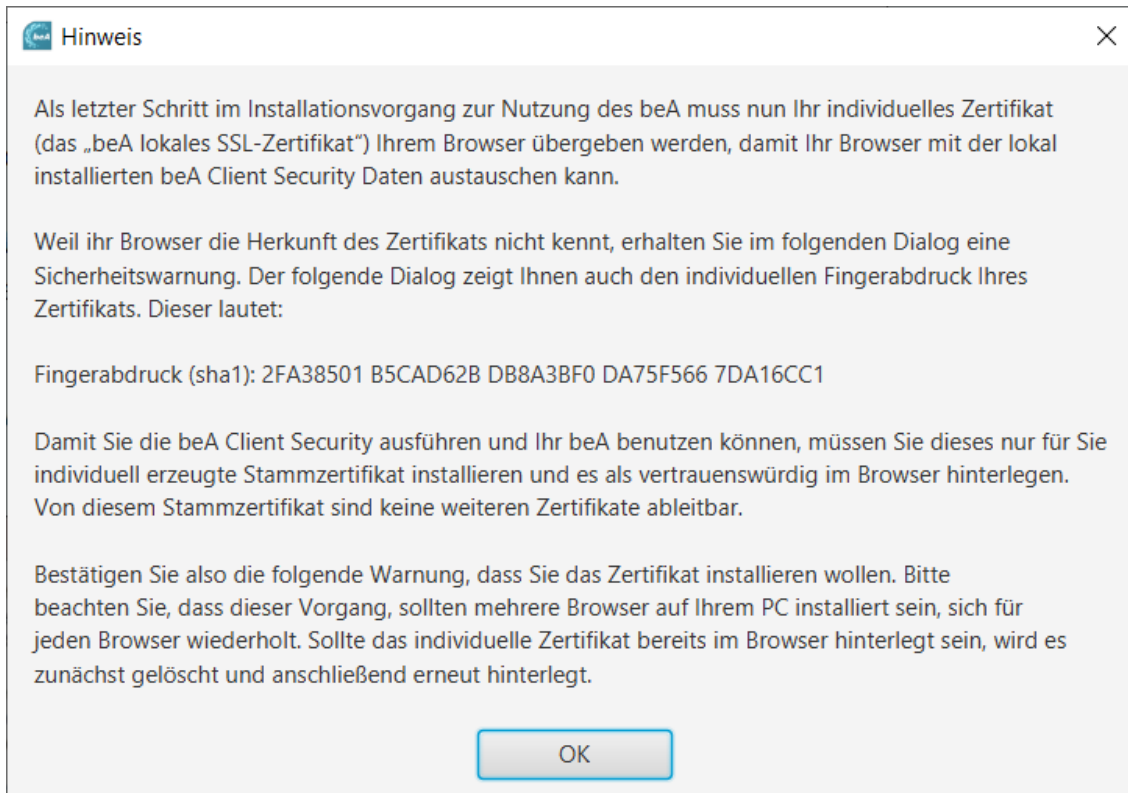 beA Hinweis
Als letzter Schritt im Installationsvorgang zur Nutzung des beA muss nun Ihr individuelles Zertifikat
(das „beA lokales SSL-Zertifikat“) Ihrem Browser übergeben werden, damit Ihr Browser mit der lokal
installierten beA Client Security Daten austauschen kann.
Weil ihr Browser die Herkunft des Zertifikats nicht kennt, erhalten Sie im folgenden Dialog eine
Sicherheitswarnung. Der folgende Dialog zeigt Ihnen auch den individuellen Fingerabdruck Ihres
Zertifikats. Dieser lautet:
Fingerabdruck (sha1): 2FA38501 B5CAD62B DB8A3BF0 DA75F566 7DA16CC1
Damit Sie die beA Client Security ausführen und Ihr beA benutzen können, müssen Sie dieses nur für Sie
individuell erzeugte Stammzertifikat installieren und es als vertrauenswürdig im Browser hinterlegen.
Von diesem Stammzertifikat sind keine weiteren Zertifikate ableitbar.
Bestätigen Sie also die folgende Warnung, dass Sie das Zertifikat installieren wollen. Bitte
beachten Sie, dass dieser Vorgang, sollten mehrere Browser auf Ihrem PC installiert sein, sich für
jeden Browser wiederholt. Sollte das individuelle Zertifikat bereits im Browser hinterlegt sein, wird es
zunächst gelöscht und anschließend erneut hinterlegt.
OK